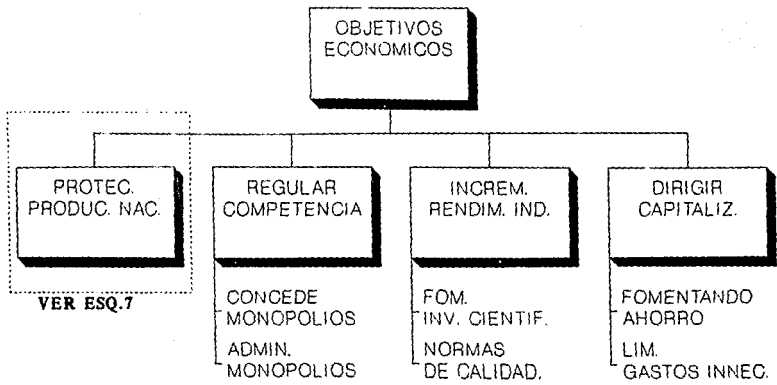 OBJETIVOS
ECONOMICOS
PROTEC.
PRODUC. NAC.
VER ESQ.7
REGULAR
COMPETENCIA
CONCEDE
MONOPOLIOS
ADMIN.
MONOPOLIOS
INCREM.
RENDIM. IND.
FOM.
INV. CIENTIF.
NORMAS
DE CALIDAD.
DIRIGIR
CAPITALIZ.
FOMENTANDO
AHORRO
LIM.
GASTOS INNEC.